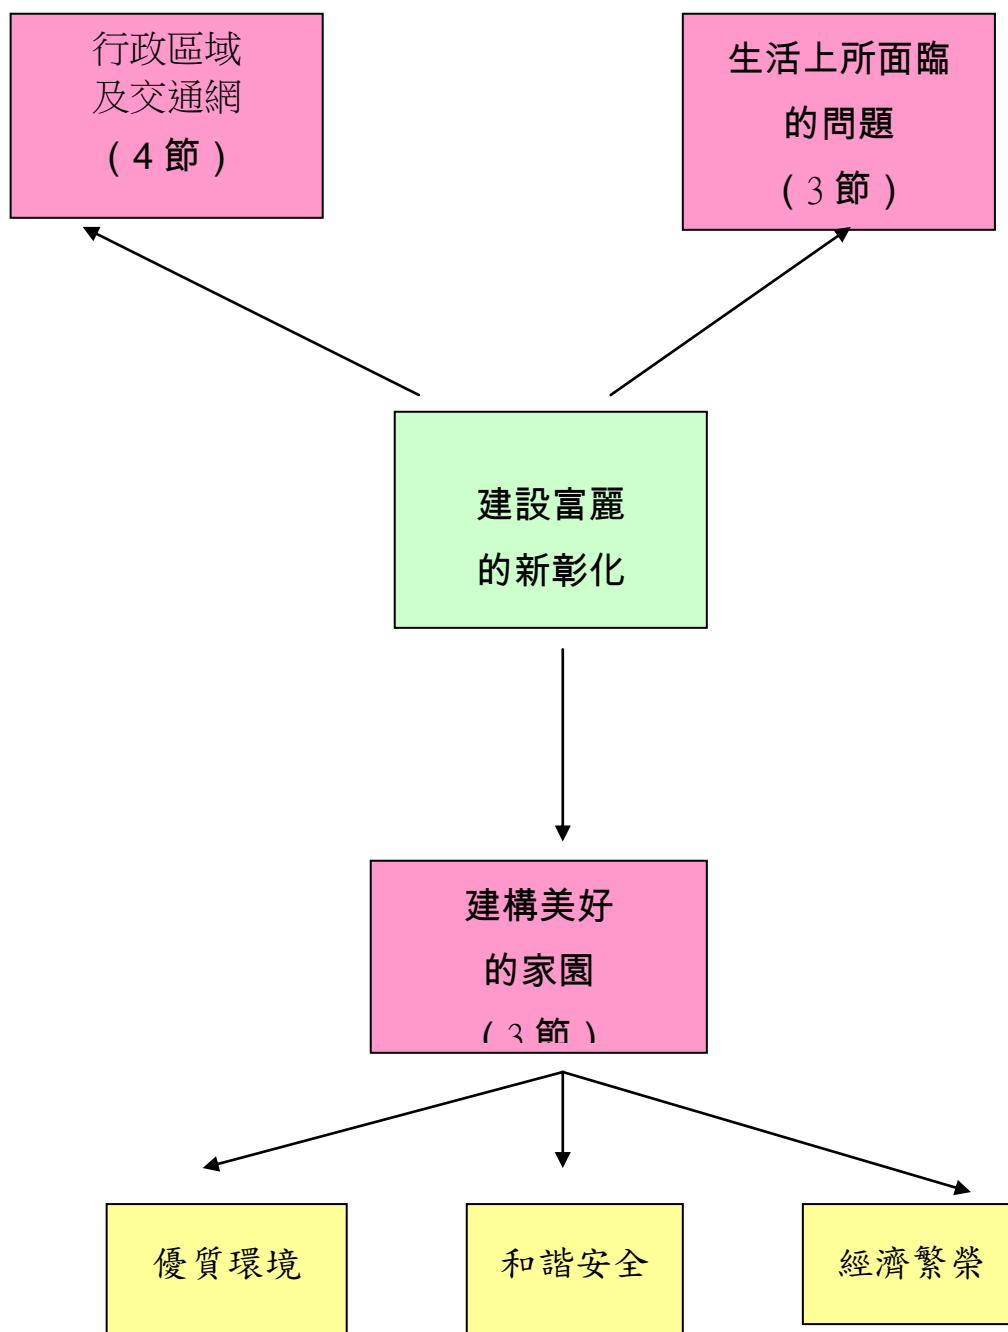 行政區域
及交通網
（4 節）
生活上所面臨
的問題
（3 節）
建設富麗
的新彰化
建構美好
的家園
（3 節）
優質環境
和諧安全
經濟繁榮